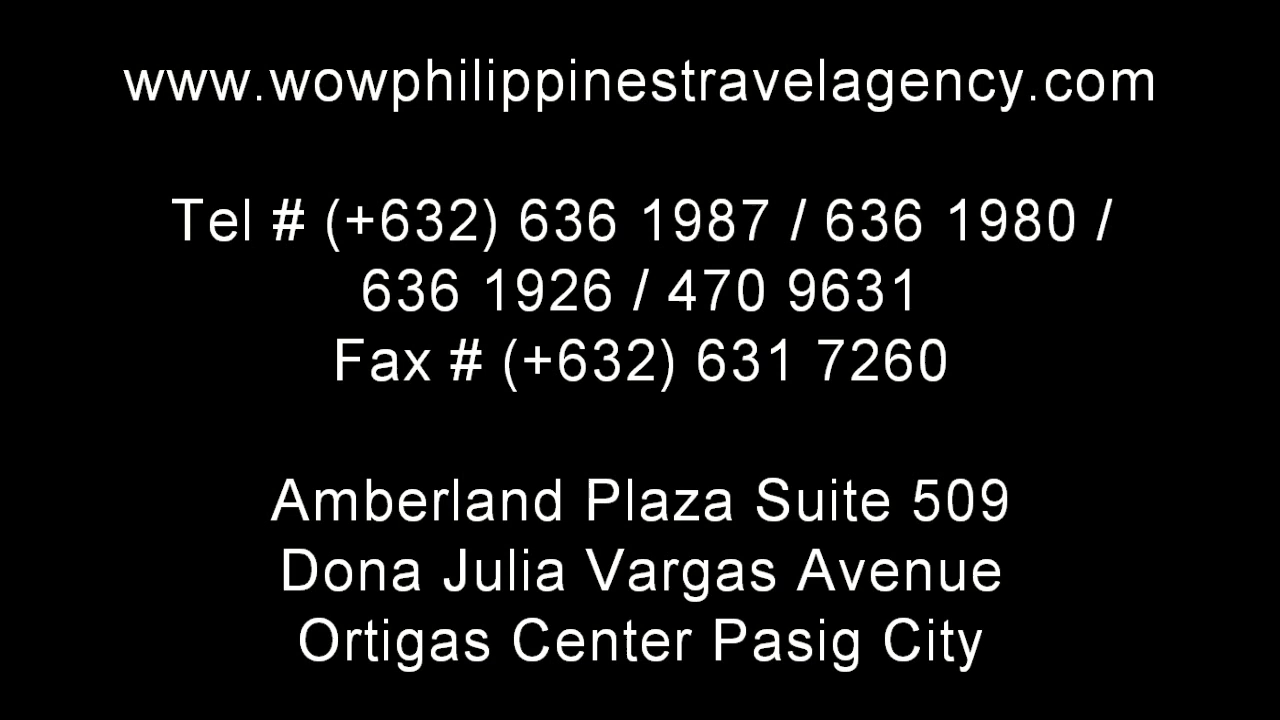 www.wowphilippinestravelagency.com
Tel # (+632) 636 1987 / 636 1980 /
636 1926 / 470 9631
Fax # (+632) 631 7260
Amberland Plaza Suite 509
Dona Julia Vargas Avenue
Ortigas Center Pasig City